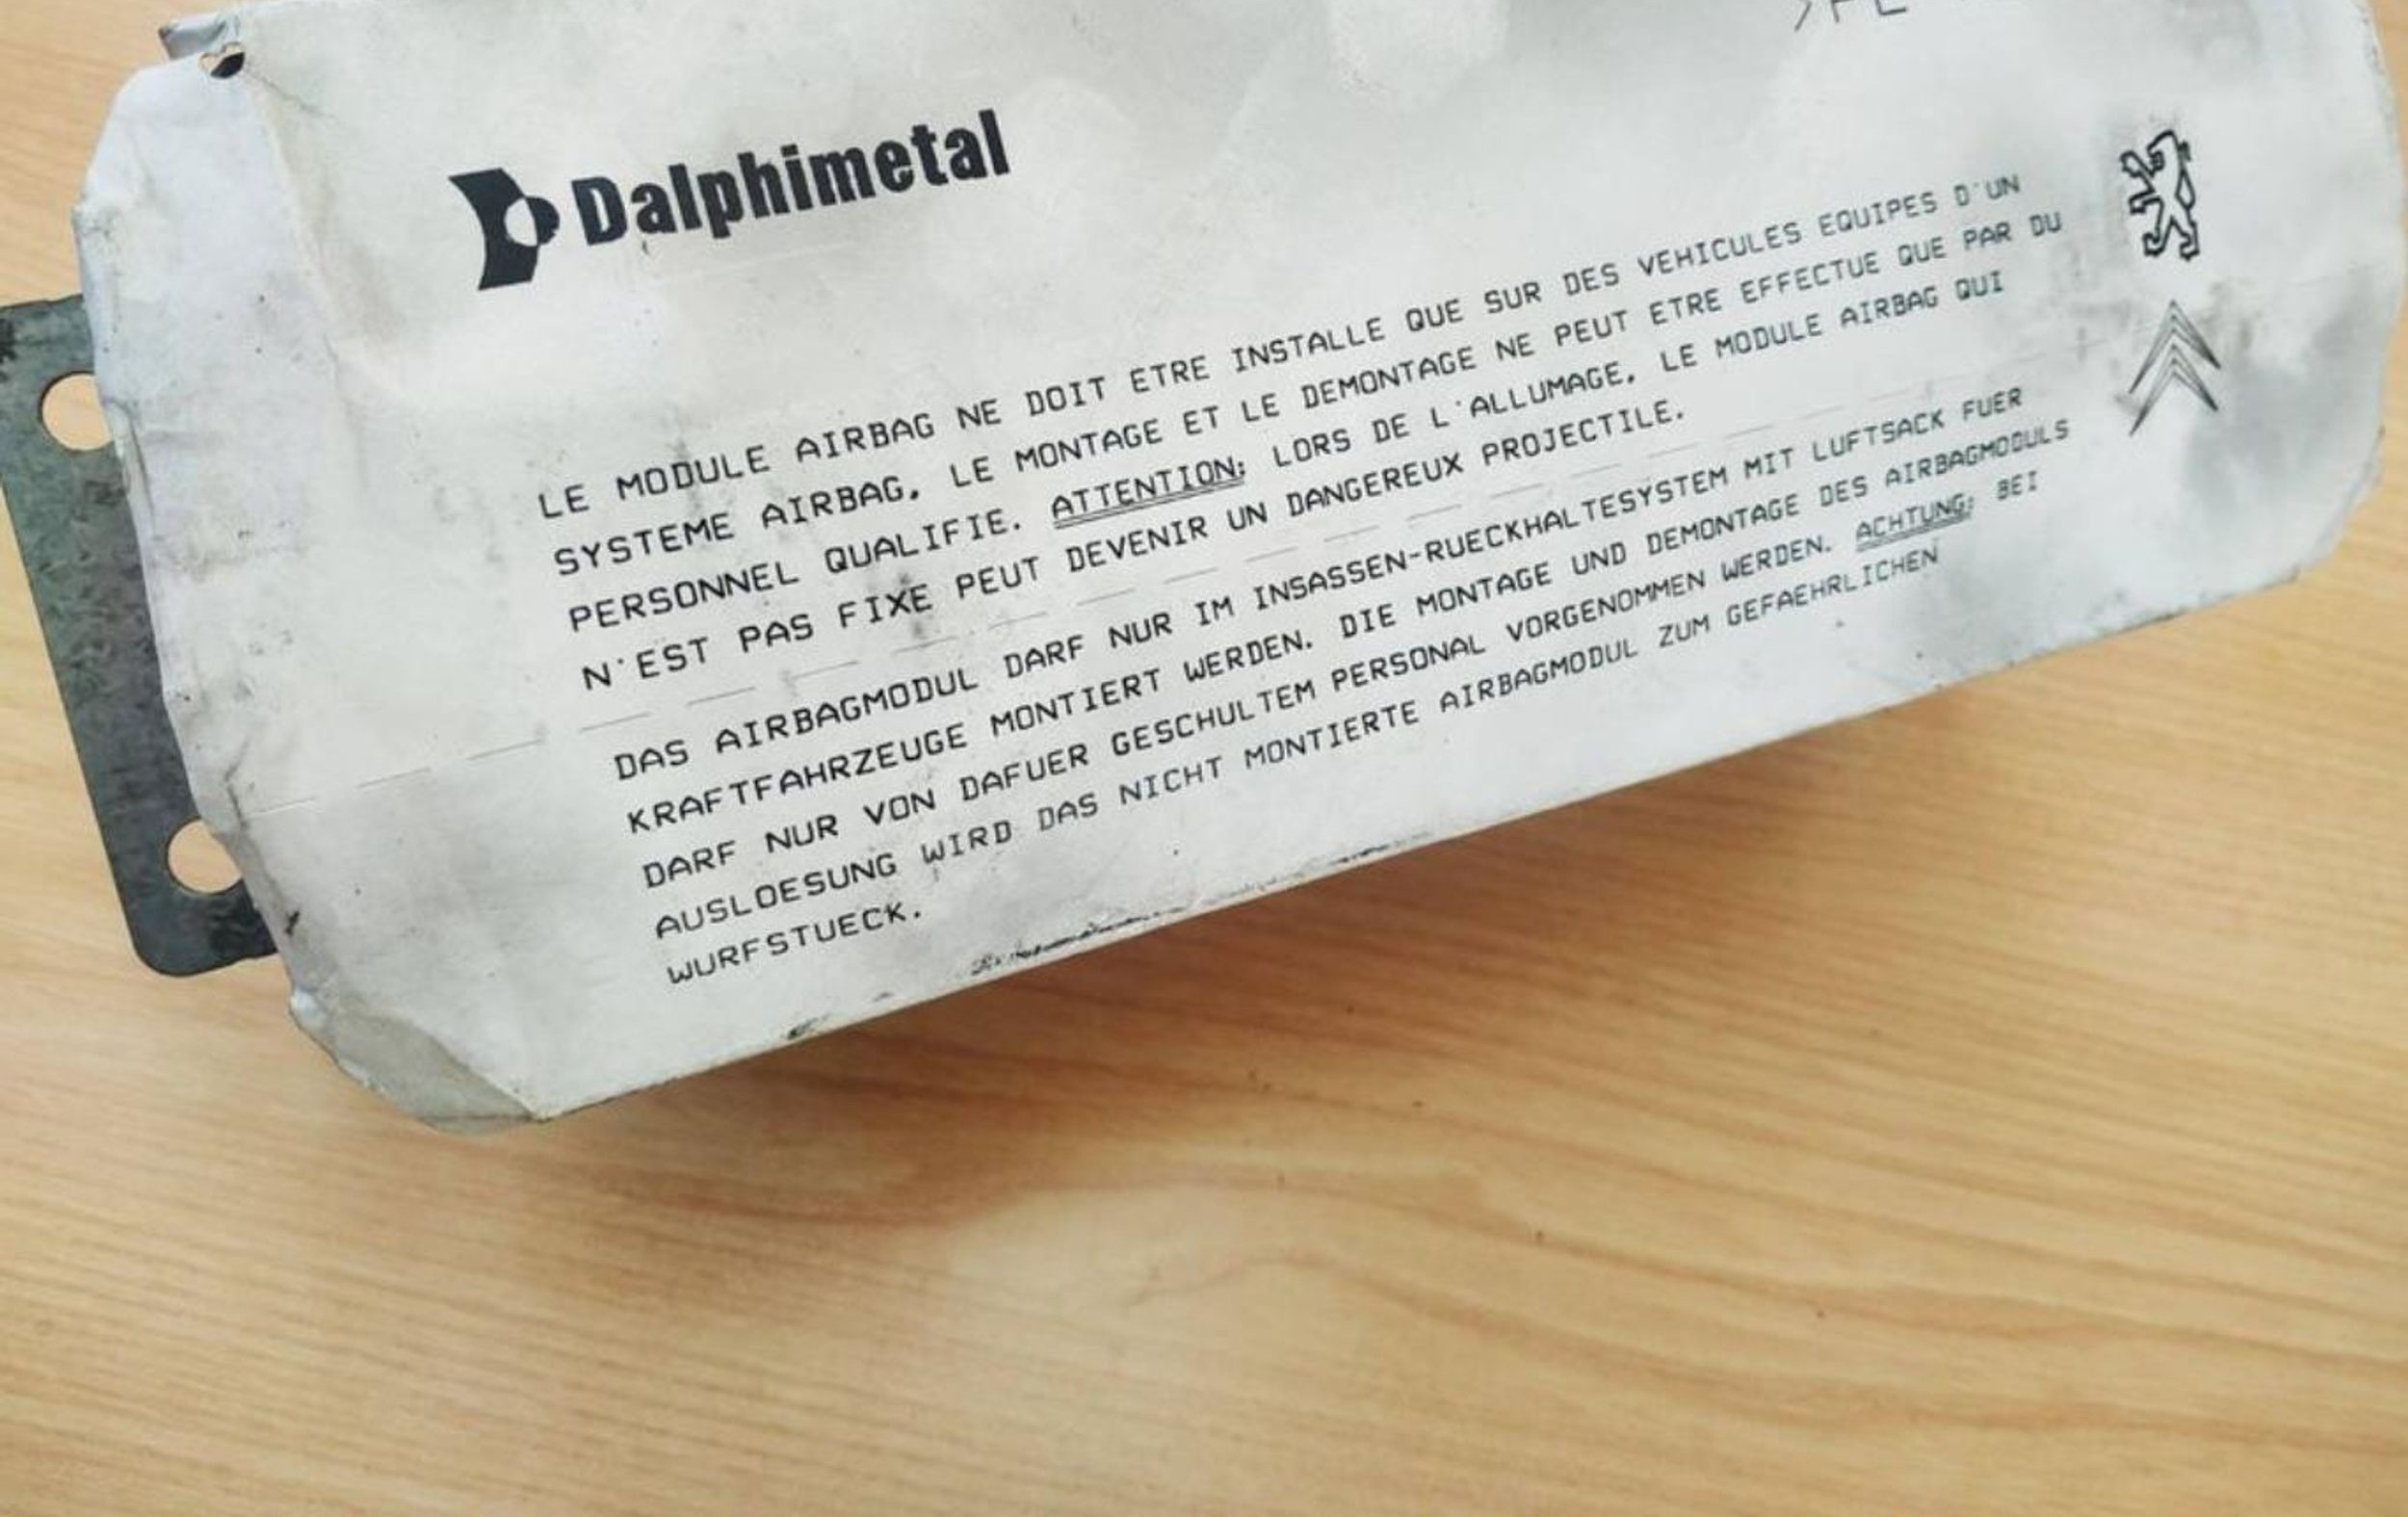 Dalphimetal
LE MODULE AIRBAG NE DOIT ETRE INSTALLE QUE SUR DES VEHICULES EQUIPES D'UN
SYSTEME AIRBAG. LE MONTAGE ET LE DEMONTAGE NE PEUT ETRE EFFECTUE QUE PAR DU
PERSONNEL QUALIFIE. ATTENTION: LORS DE L'ALLUMAGE. LE MODULE AIRBAG QUI
N'EST PAS FIXE PEUT DEVENIR UN DANGEREUX PROJECTILE.
DAS AIRBAGMODUL DARF NUR IM INSASSEN-RUECKHALTESYSTEM MIT LUFTSACK FUER
KRAFTFAHRZEUGE MONTIERT WERDEN. DIE MONTAGE UND DEMONTAGE DES AIRBAGMODULS
DARF NUR VON DAFUER GESCHULTEM PERSONAL VORGENOMMEN WERDEN. ACHTUNG: BEI
AUSLOESUNG WIRD DAS NICHT MONTIERTE AIRBAGMODUL ZUM GEFAEHRLICHEN
WURFSTUECK.